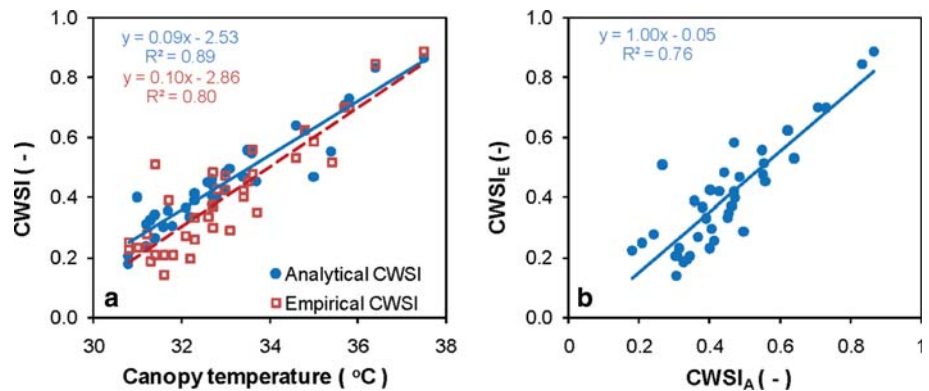 y = 0.09x - 2.53
R² = 0.89
y = 0.10x - 2.86
R² = 0.80
1.0
0.8
0.6
0.4
0.2
0.0
CWSI ( - )
Analytical CWSI
Empirical CWSI
a
30 32 34 36 38
Canopy temperature ( °C)
y = 1.00x - 0.05
R² = 0.76
1.0
0.8
0.6
0.4
0.2
0.0
CWSI_E (-)
b
0 0.2 0.4 0.6 0.8 1
CWSI_A ( - )